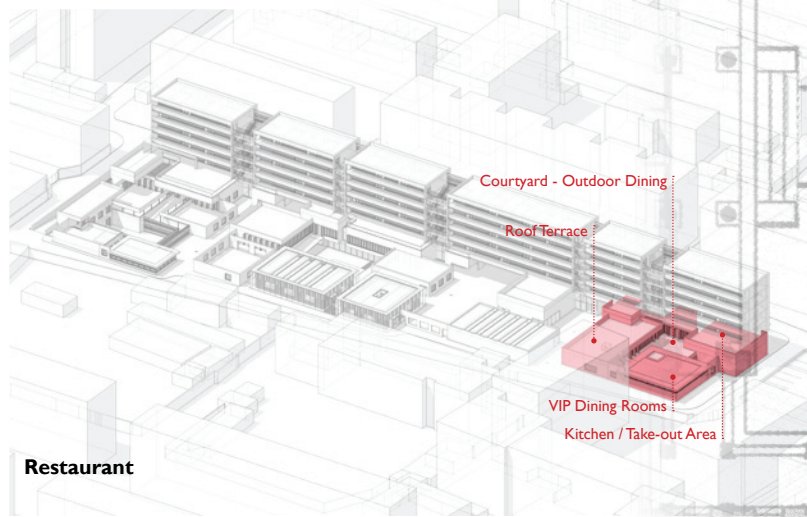 Courtyard - Outdoor Dining
Roof Terrace
VIP Dining Rooms
Kitchen / Take-out Area
Restaurant